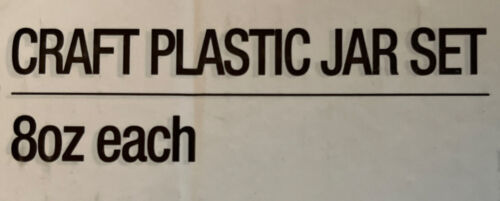 CRAFT PLASTIC JAR SET
8oz each